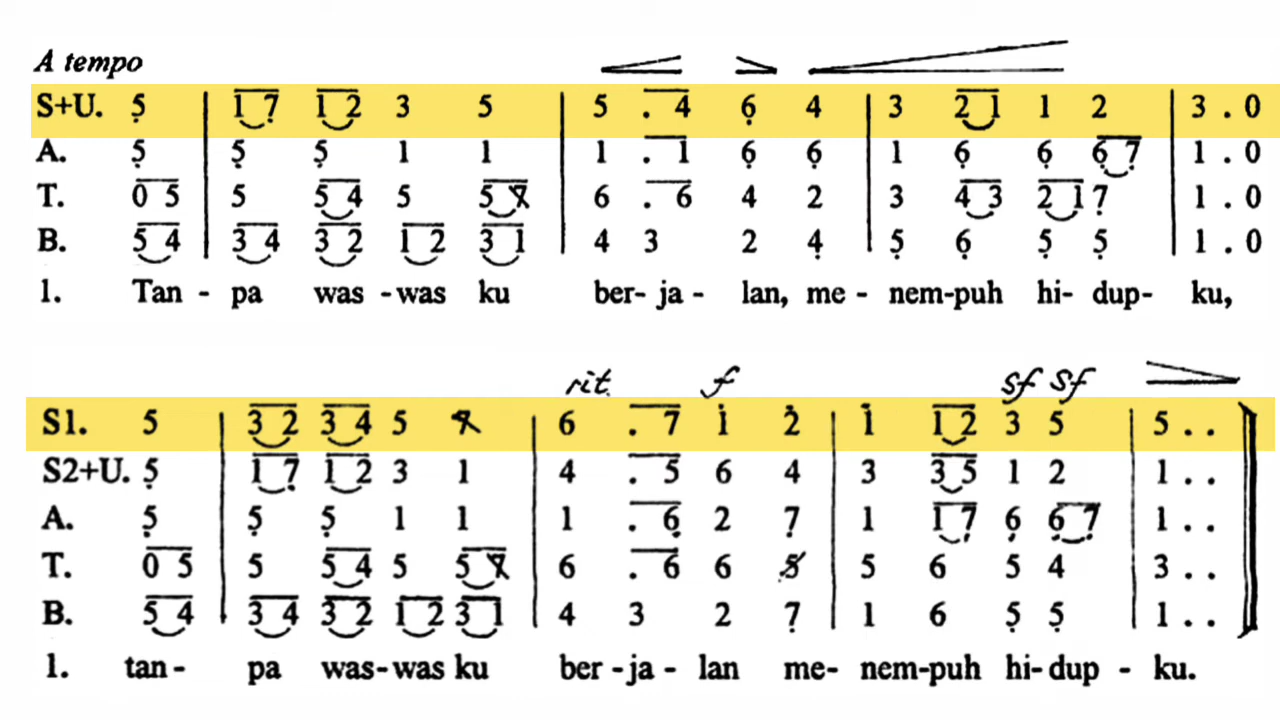 A tempo
S+U. 5̣ | 1 7̣ 1 2 3 5 | 5 . 4 6̣ 4 | 3 2 1 1 2 | 3 . 0
A. 5̣ | 5̣ 5̣ 1 1 | 1 . 1 6̣ 6̣ | 1 6̣ 6̣ 6̣ 7̣ | 1 . 0
T. 0 5 | 5 5 4 5 5 7̸ | 6 . 6 4 2 | 3 4 3 2 1 7̣ | 1 . 0
B. 5 4 | 3 4 3 2 1 2 3 1 | 4 3 2 4̣ | 5̣ 6̣ 5̣ 5̣ | 1 . 0
1. Tan - pa was - was ku ber- ja - lan, me - nem-puh hi- dup- ku,
rit. f sf sf
S1. 5 | 3 2 3 4 5 7̸ | 6 . 7 1̇ 2̇ | 1̇ 1̇ 2 3 5 | 5 . .
S2+U. 5̣ | 1 7̣ 1 2 3 1 | 4 . 5 6 4 | 3 3 5 1 2 | 1 . .
A. 5̣ | 5̣ 5̣ 1 1 | 1 . 6̣ 2 7̣ | 1 1 7̣ 6̣ 6̣ 7̣ | 1 . .
T. 0 5 | 5 5 4 5 5 7̸ | 6 . 6 6 5̸ | 5 6 5 4 | 3 . .
B. 5 4 | 3 4 3 2 1 2 3 1 | 4 3 2 7̣ | 1 6 5̣ 5̣ | 1 . .
1. tan - pa was- was ku ber - ja - lan me- nem-puh hi- dup - ku.